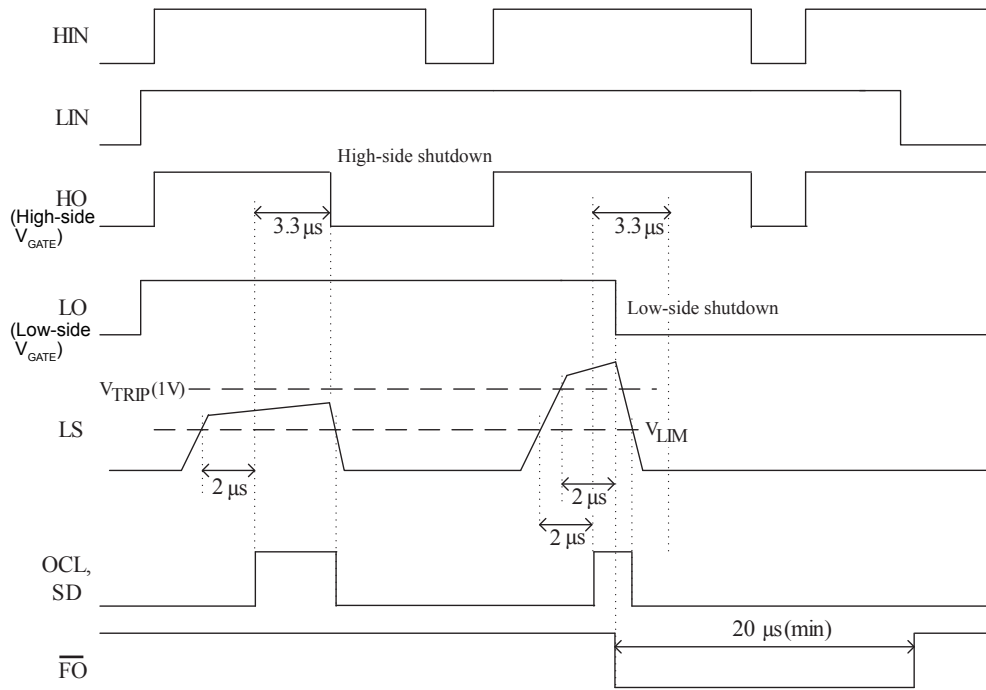 HIN
LIN
High-side shutdown
HO
(High-side
VGATE)
3.3 µs
3.3 µs
LO
(Low-side
VGATE)
Low-side shutdown
VTRIP(1V)
LS
VLIM
2 µs
2 µs
2 µs
OCL,
SD
20 µs(min)
FO